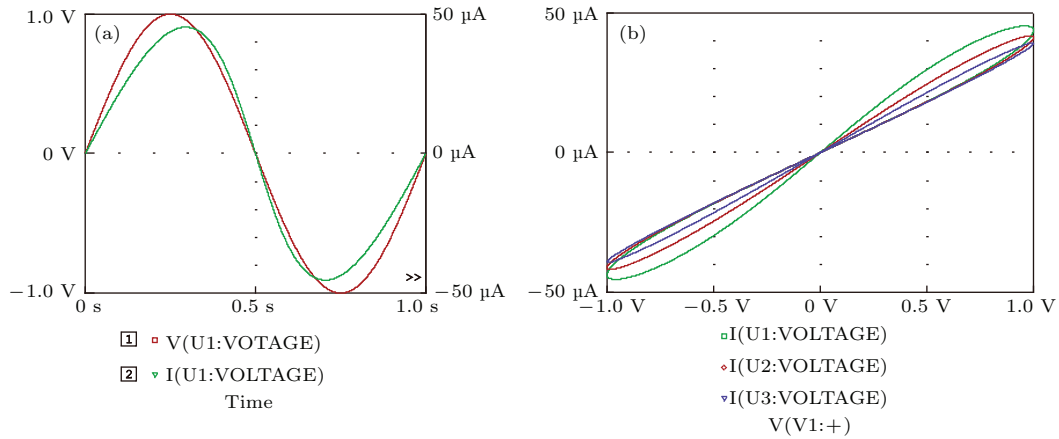 (a)
1.0 V
0 V
−1.0 V
50 µA
0 µA
−50 µA
0 s
0.5 s
1.0 s
>>
1 V(U1:VOTAGE)
2 I(U1:VOLTAGE)
Time
(b)
50 µA
0 µA
−50 µA
−1.0 V
−0.5 V
0 V
0.5 V
1.0 V
I(U1:VOLTAGE)
I(U2:VOLTAGE)
I(U3:VOLTAGE)
V(V1:+)